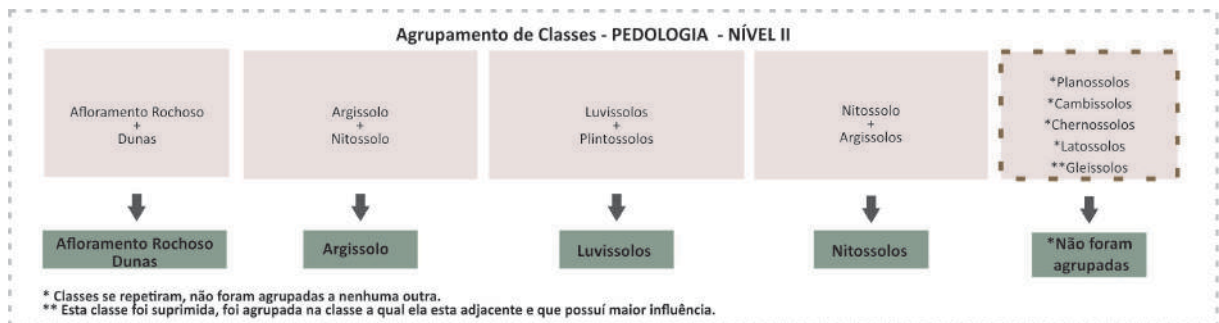 Agrupamento de Classes - PEDOLOGIA - NÍVEL II
Afloramento Rochoso
+
Dunas
Argissolo
+
Nitossolo
Luvissolos
+
Plintossolos
Nitossolo
+
Argissolos
*Planossolos
*Cambissolos
*Chernossolos
*Latossolos
**Gleissolos
Afloramento Rochoso
Dunas
Argissolo
Luvissolos
Nitossolos
*Não foram
agrupadas
* Classes se repetiram, não foram agrupadas a nenhuma outra.
** Esta classe foi suprimida, foi agrupada na classe a qual ela esta adjacente e que possuí maior influência.